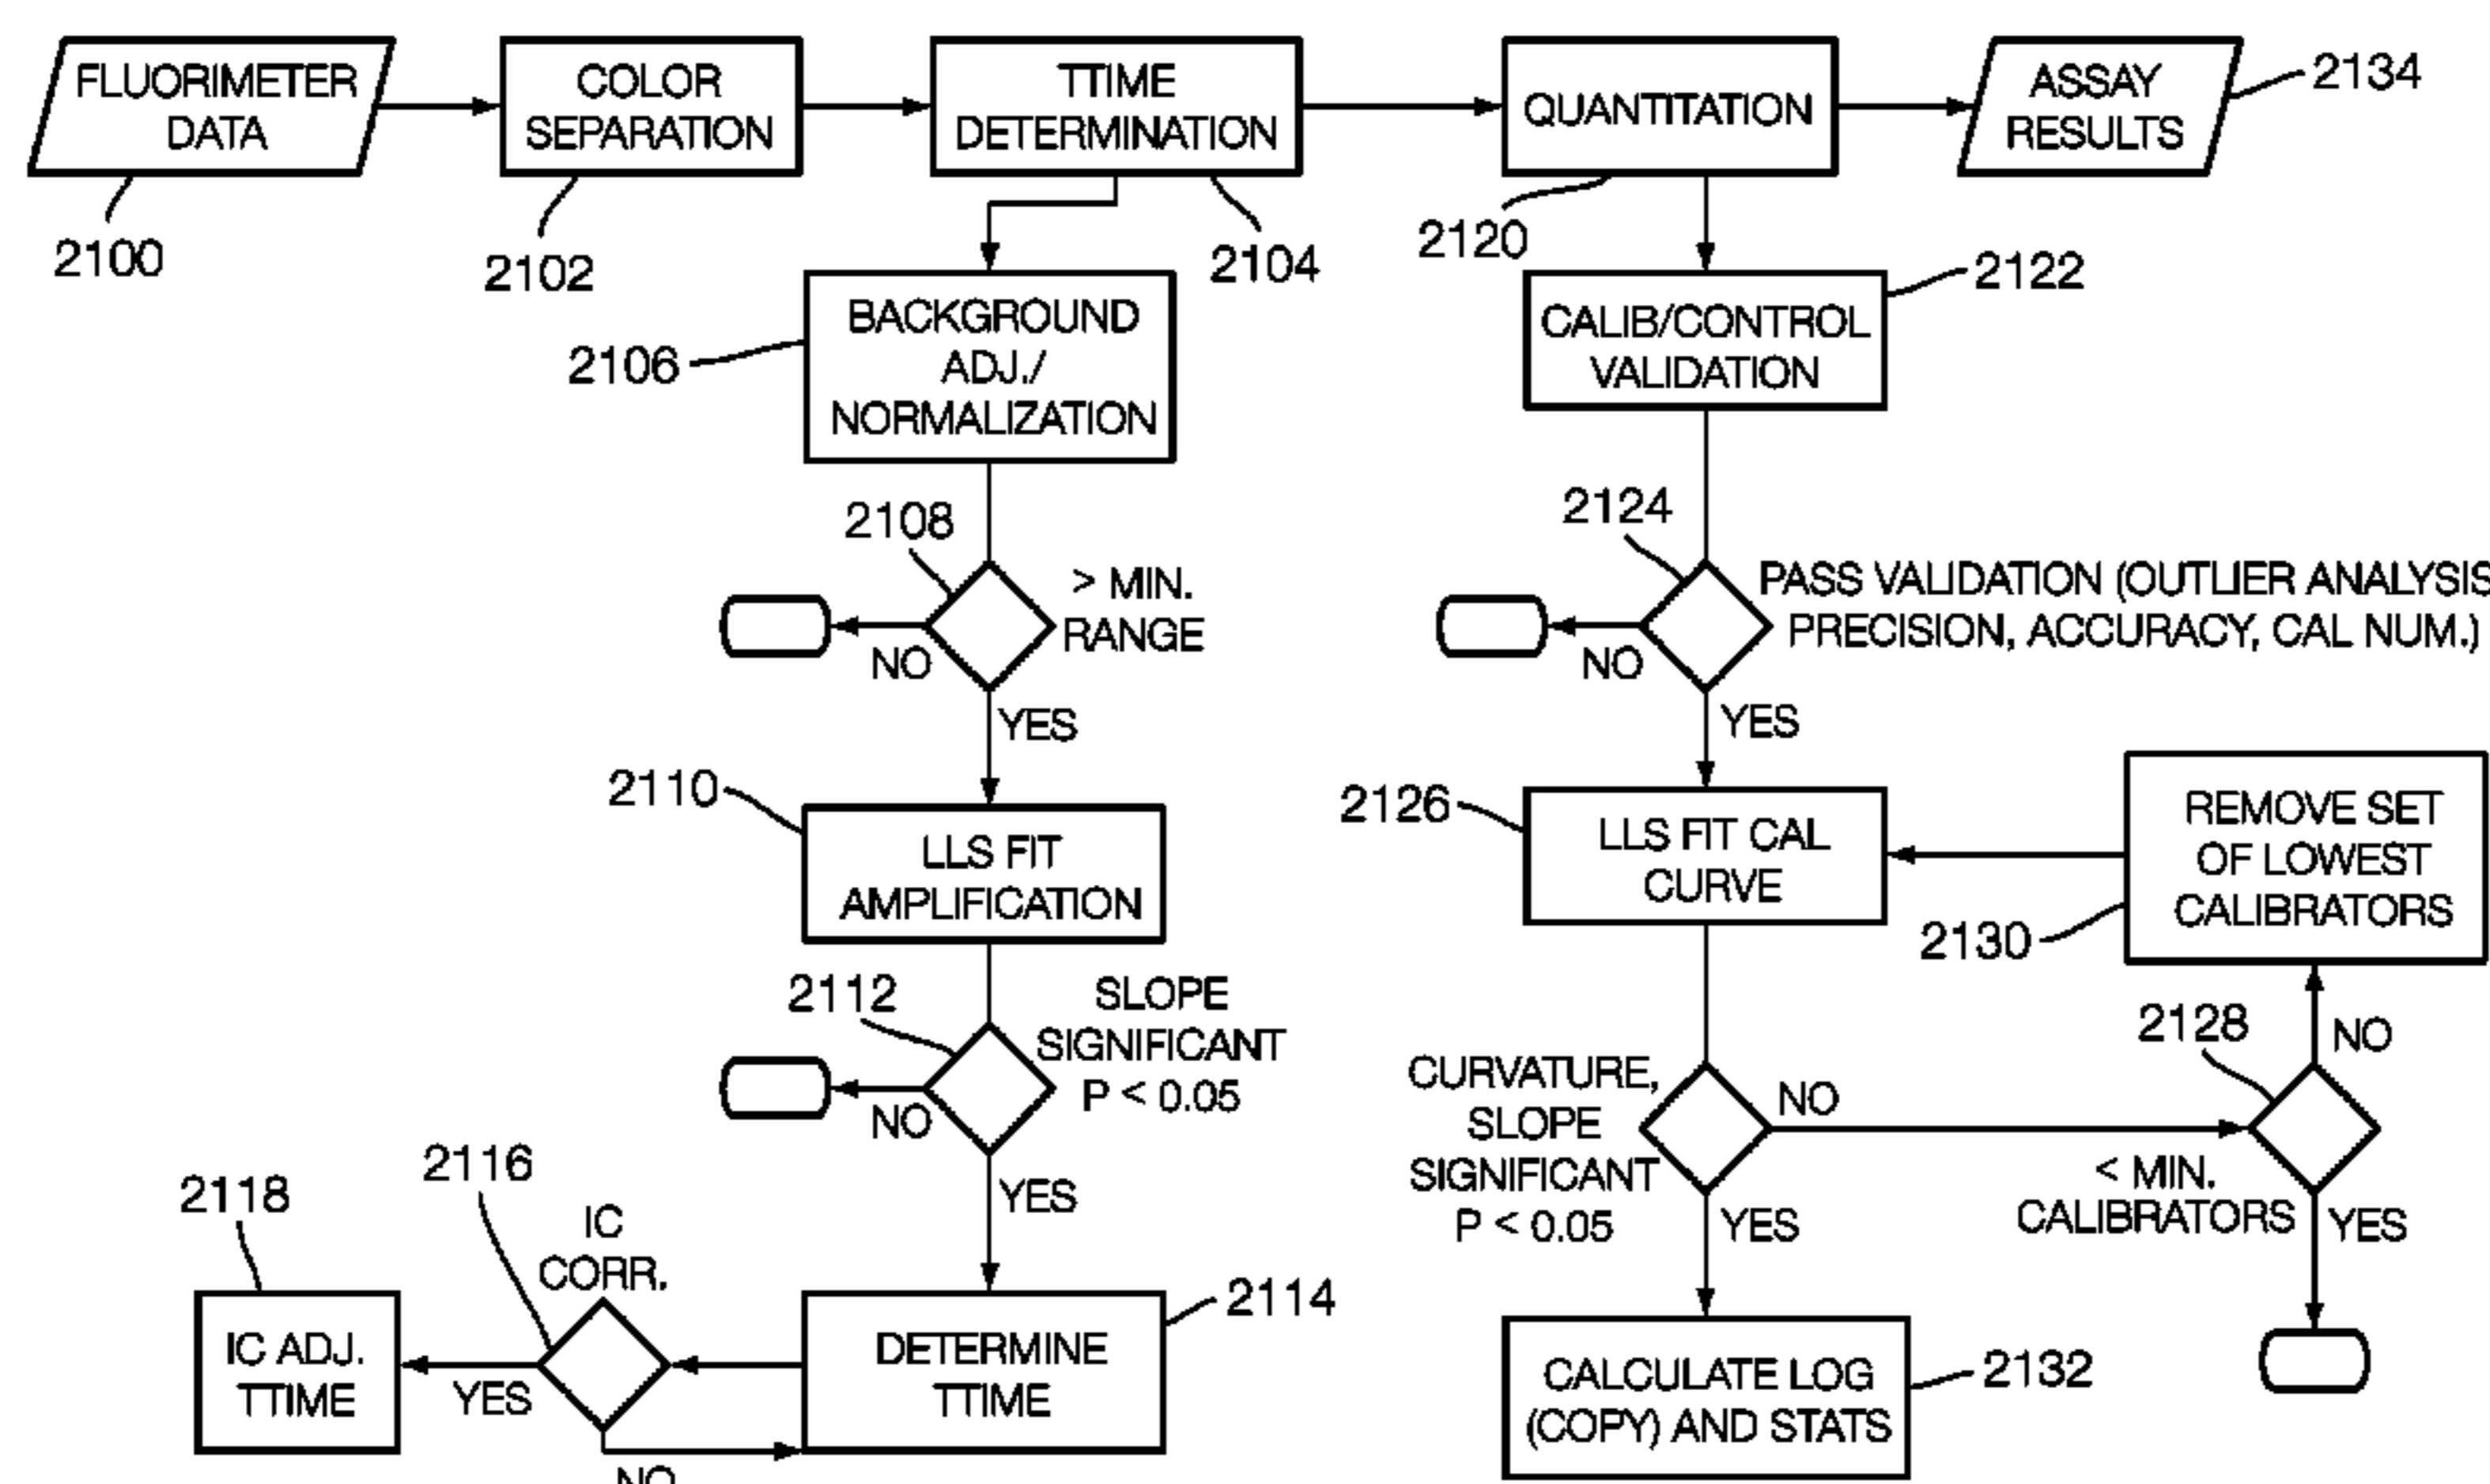 FLUORIMETER
DATA
2100
COLOR
SEPARATION
2102
TTIME
DETERMINATION
2104
QUANTITATION
2120
ASSAY
RESULTS
2134
BACKGROUND
ADJ./
NORMALIZATION
2106
CALIB/CONTROL
VALIDATION
2122
2108
> MIN.
RANGE
NO
YES
2124
PASS VALIDATION (OUTLIER ANALYSIS
PRECISION, ACCURACY, CAL NUM.)
NO
YES
2110
LLS FIT
AMPLIFICATION
2126
LLS FIT CAL
CURVE
REMOVE SET
OF LOWEST
CALIBRATORS
2130
2112
SLOPE
SIGNIFICANT
P < 0.05
NO
YES
CURVATURE,
SLOPE
SIGNIFICANT
P < 0.05
NO
YES
2128
NO
< MIN.
CALIBRATORS
YES
2118
2116
IC
CORR.
IC ADJ.
TTIME
YES
NO
DETERMINE
TTIME
2114
CALCULATE LOG
(COPY) AND STATS
2132